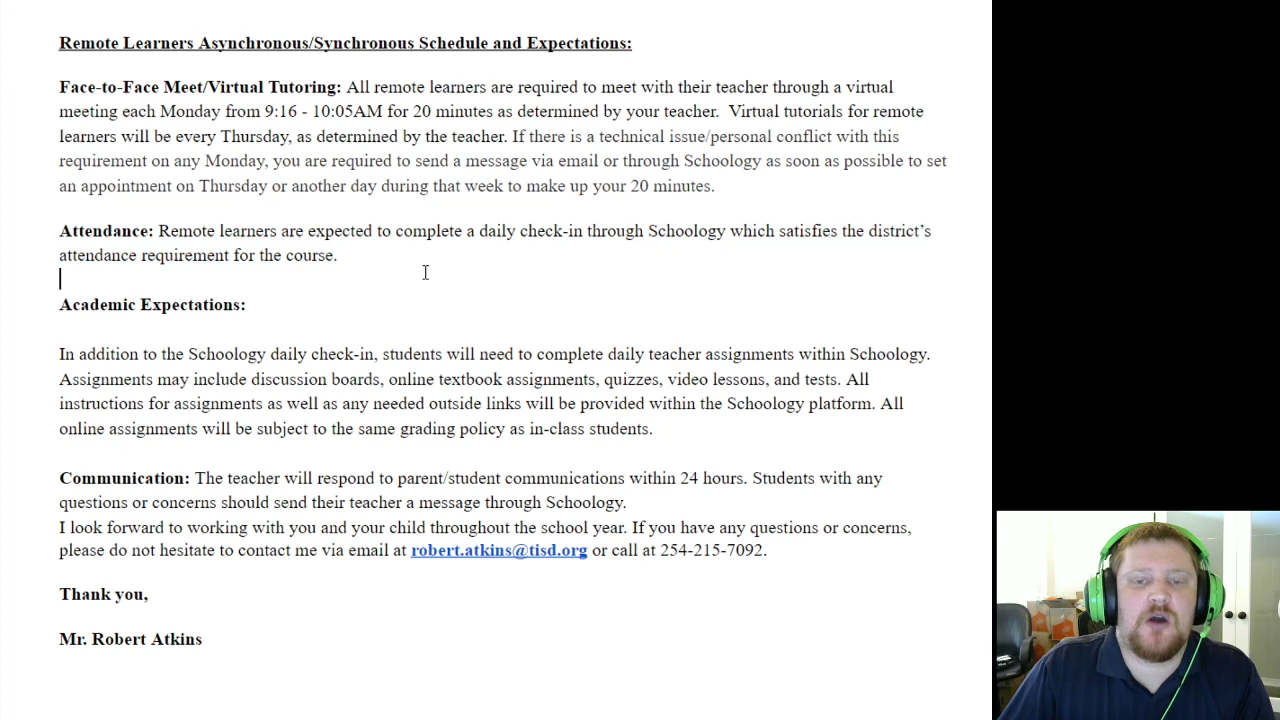 Remote Learners Asynchronous/Synchronous Schedule and Expectations:
Face-to-Face Meet/Virtual Tutoring: All remote learners are required to meet with their teacher through a virtual
meeting each Monday from 9:16 - 10:05AM for 20 minutes as determined by your teacher.  Virtual tutorials for remote
learners will be every Thursday, as determined by the teacher. If there is a technical issue/personal conflict with this
requirement on any Monday, you are required to send a message via email or through Schoology as soon as possible to set
an appointment on Thursday or another day during that week to make up your 20 minutes.
Attendance: Remote learners are expected to complete a daily check-in through Schoology which satisfies the district’s
attendance requirement for the course.
Academic Expectations:
In addition to the Schoology daily check-in, students will need to complete daily teacher assignments within Schoology.
Assignments may include discussion boards, online textbook assignments, quizzes, video lessons, and tests. All
instructions for assignments as well as any needed outside links will be provided within the Schoology platform. All
online assignments will be subject to the same grading policy as in-class students.
Communication: The teacher will respond to parent/student communications within 24 hours. Students with any
questions or concerns should send their teacher a message through Schoology.
I look forward to working with you and your child throughout the school year. If you have any questions or concerns,
please do not hesitate to contact me via email at robert.atkins@tisd.org or call at 254-215-7092.
Thank you,
Mr. Robert Atkins